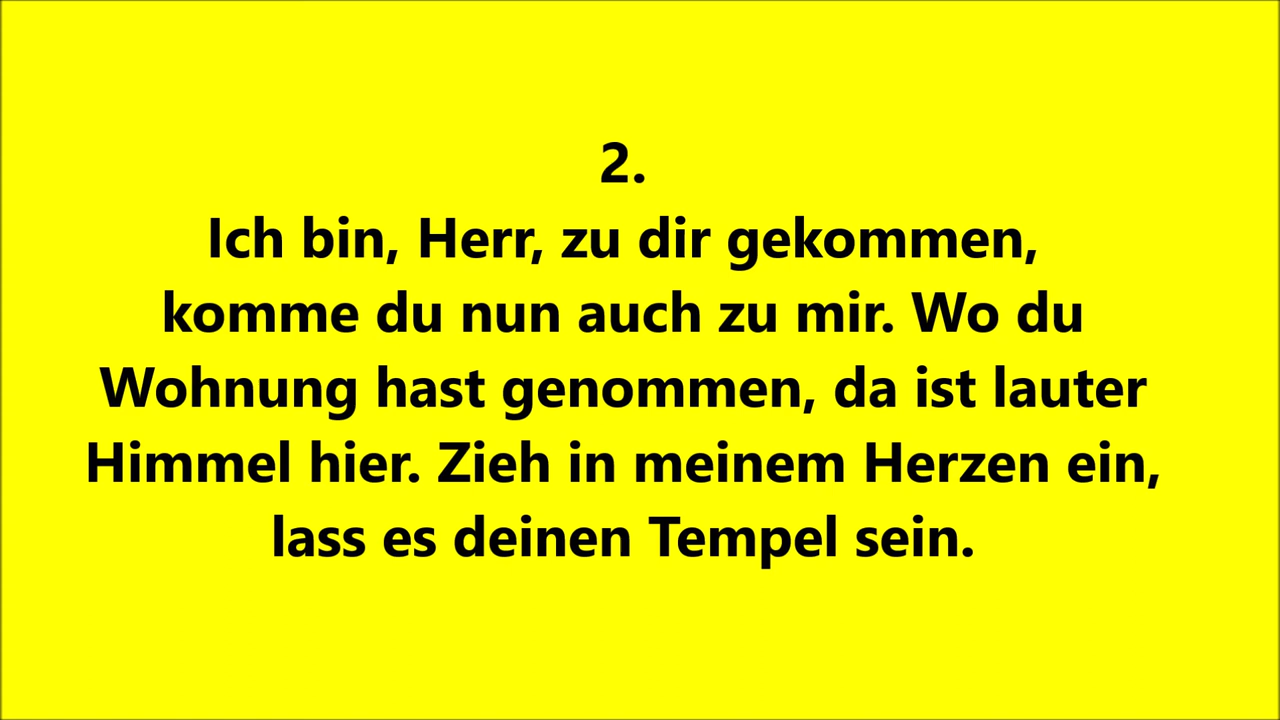 2.
Ich bin, Herr, zu dir gekommen,
komme du nun auch zu mir. Wo du
Wohnung hast genommen, da ist lauter
Himmel hier. Zieh in meinem Herzen ein,
lass es deinen Tempel sein.